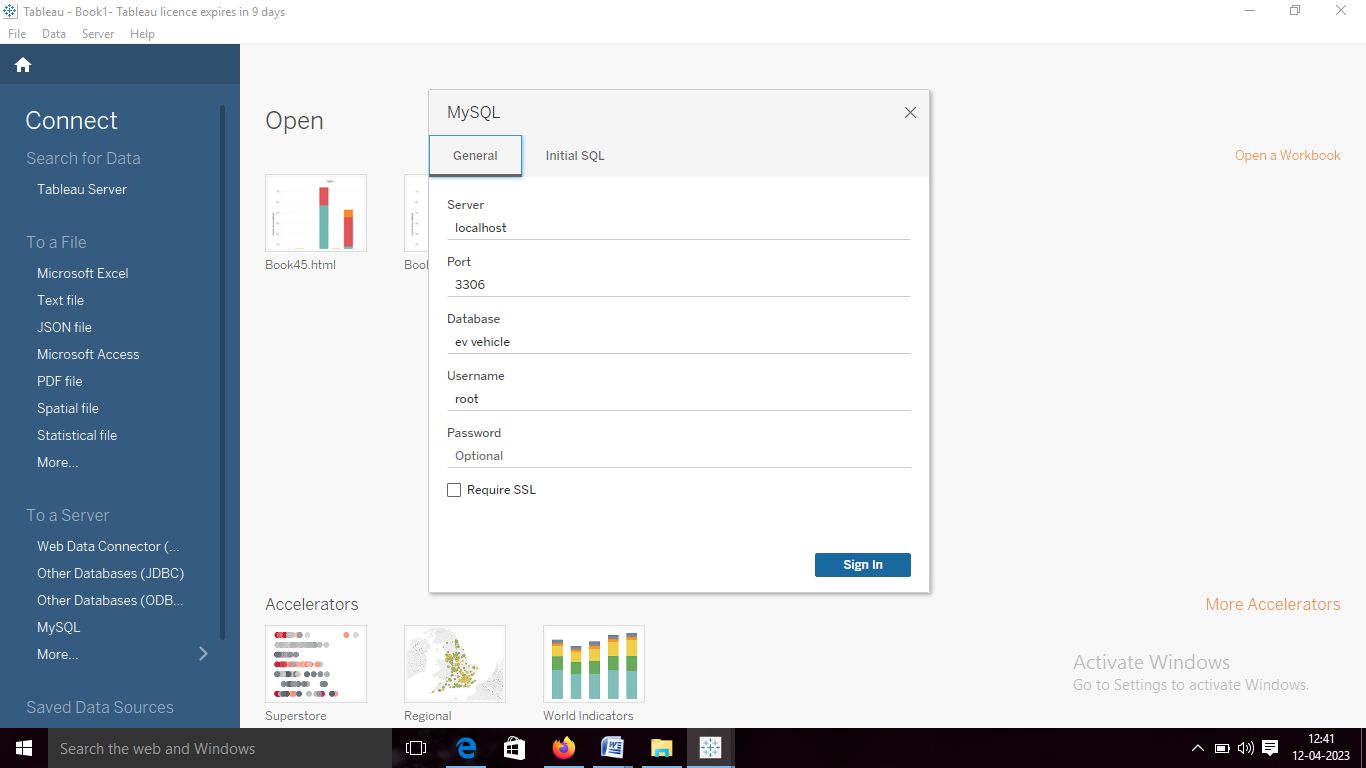 Tableau - Book1- Tableau licence expires in 9 days
File Data Server Help
Connect
Search for Data
Tableau Server
To a File
Microsoft Excel
Text file
JSON file
Microsoft Access
PDF file
Spatial file
Statistical file
More...
To a Server
Web Data Connector (...
Other Databases (JDBC)
Other Databases (ODB...
MySQL
More...
Saved Data Sources
Open
Open a Workbook
Book45.html
Book
MySQL
General Initial SQL
Server
localhost
Port
3306
Database
ev vehicle
Username
root
Password
Optional
Require SSL
Sign In
Accelerators
More Accelerators
Superstore
Regional
World Indicators
Activate Windows
Go to Settings to activate Windows.
Search the web and Windows
12:41
12-04-2023